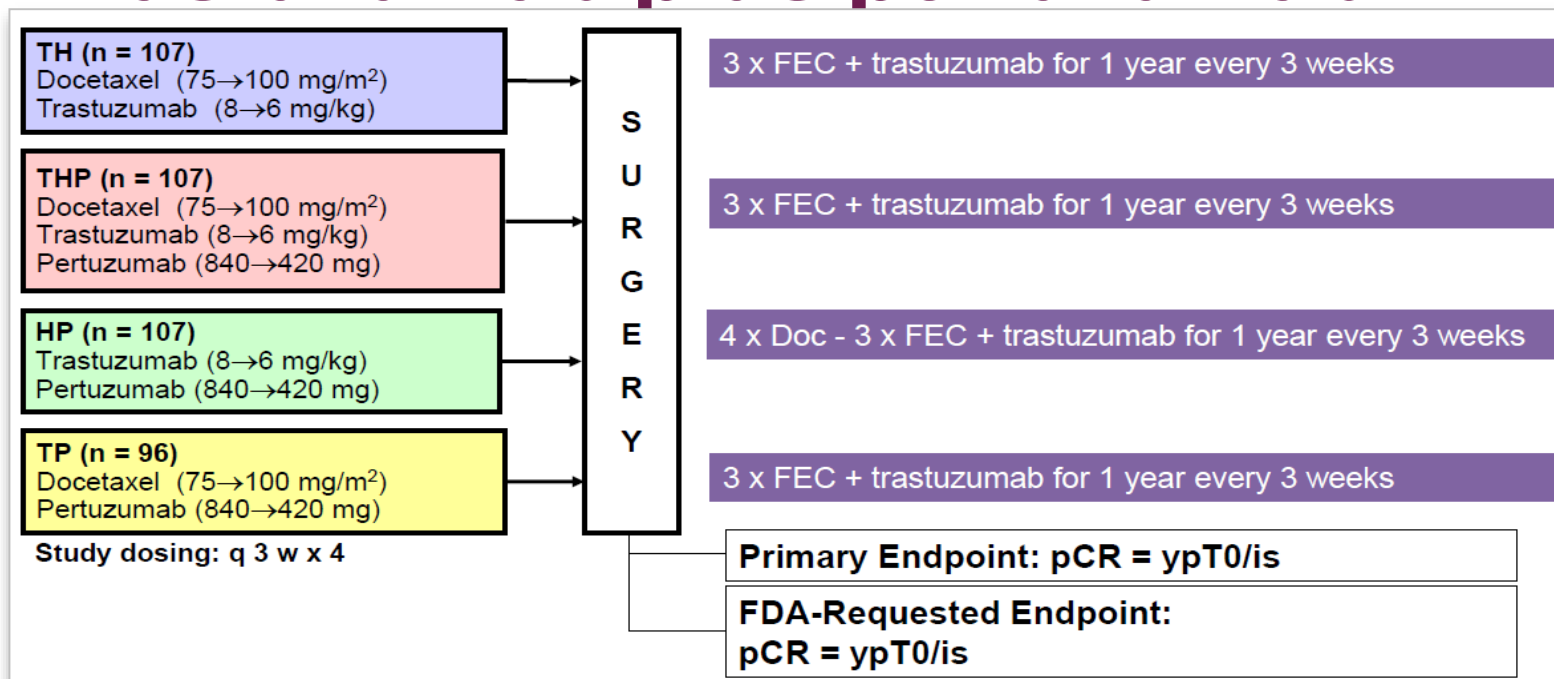 TH (n = 107)
Docetaxel (75→100 mg/m²)
Trastuzumab (8→6 mg/kg)
3 x FEC + trastuzumab for 1 year every 3 weeks
THP (n = 107)
Docetaxel (75→100 mg/m²)
Trastuzumab (8→6 mg/kg)
Pertuzumab (840→420 mg)
3 x FEC + trastuzumab for 1 year every 3 weeks
HP (n = 107)
Trastuzumab (8→6 mg/kg)
Pertuzumab (840→420 mg)
4 x Doc - 3 x FEC + trastuzumab for 1 year every 3 weeks
TP (n = 96)
Docetaxel (75→100 mg/m²)
Pertuzumab (840→420 mg)
3 x FEC + trastuzumab for 1 year every 3 weeks
S
U
R
G
E
R
Y
Study dosing: q 3 w x 4
Primary Endpoint: pCR = ypT0/is
FDA-Requested Endpoint:
pCR = ypT0/is